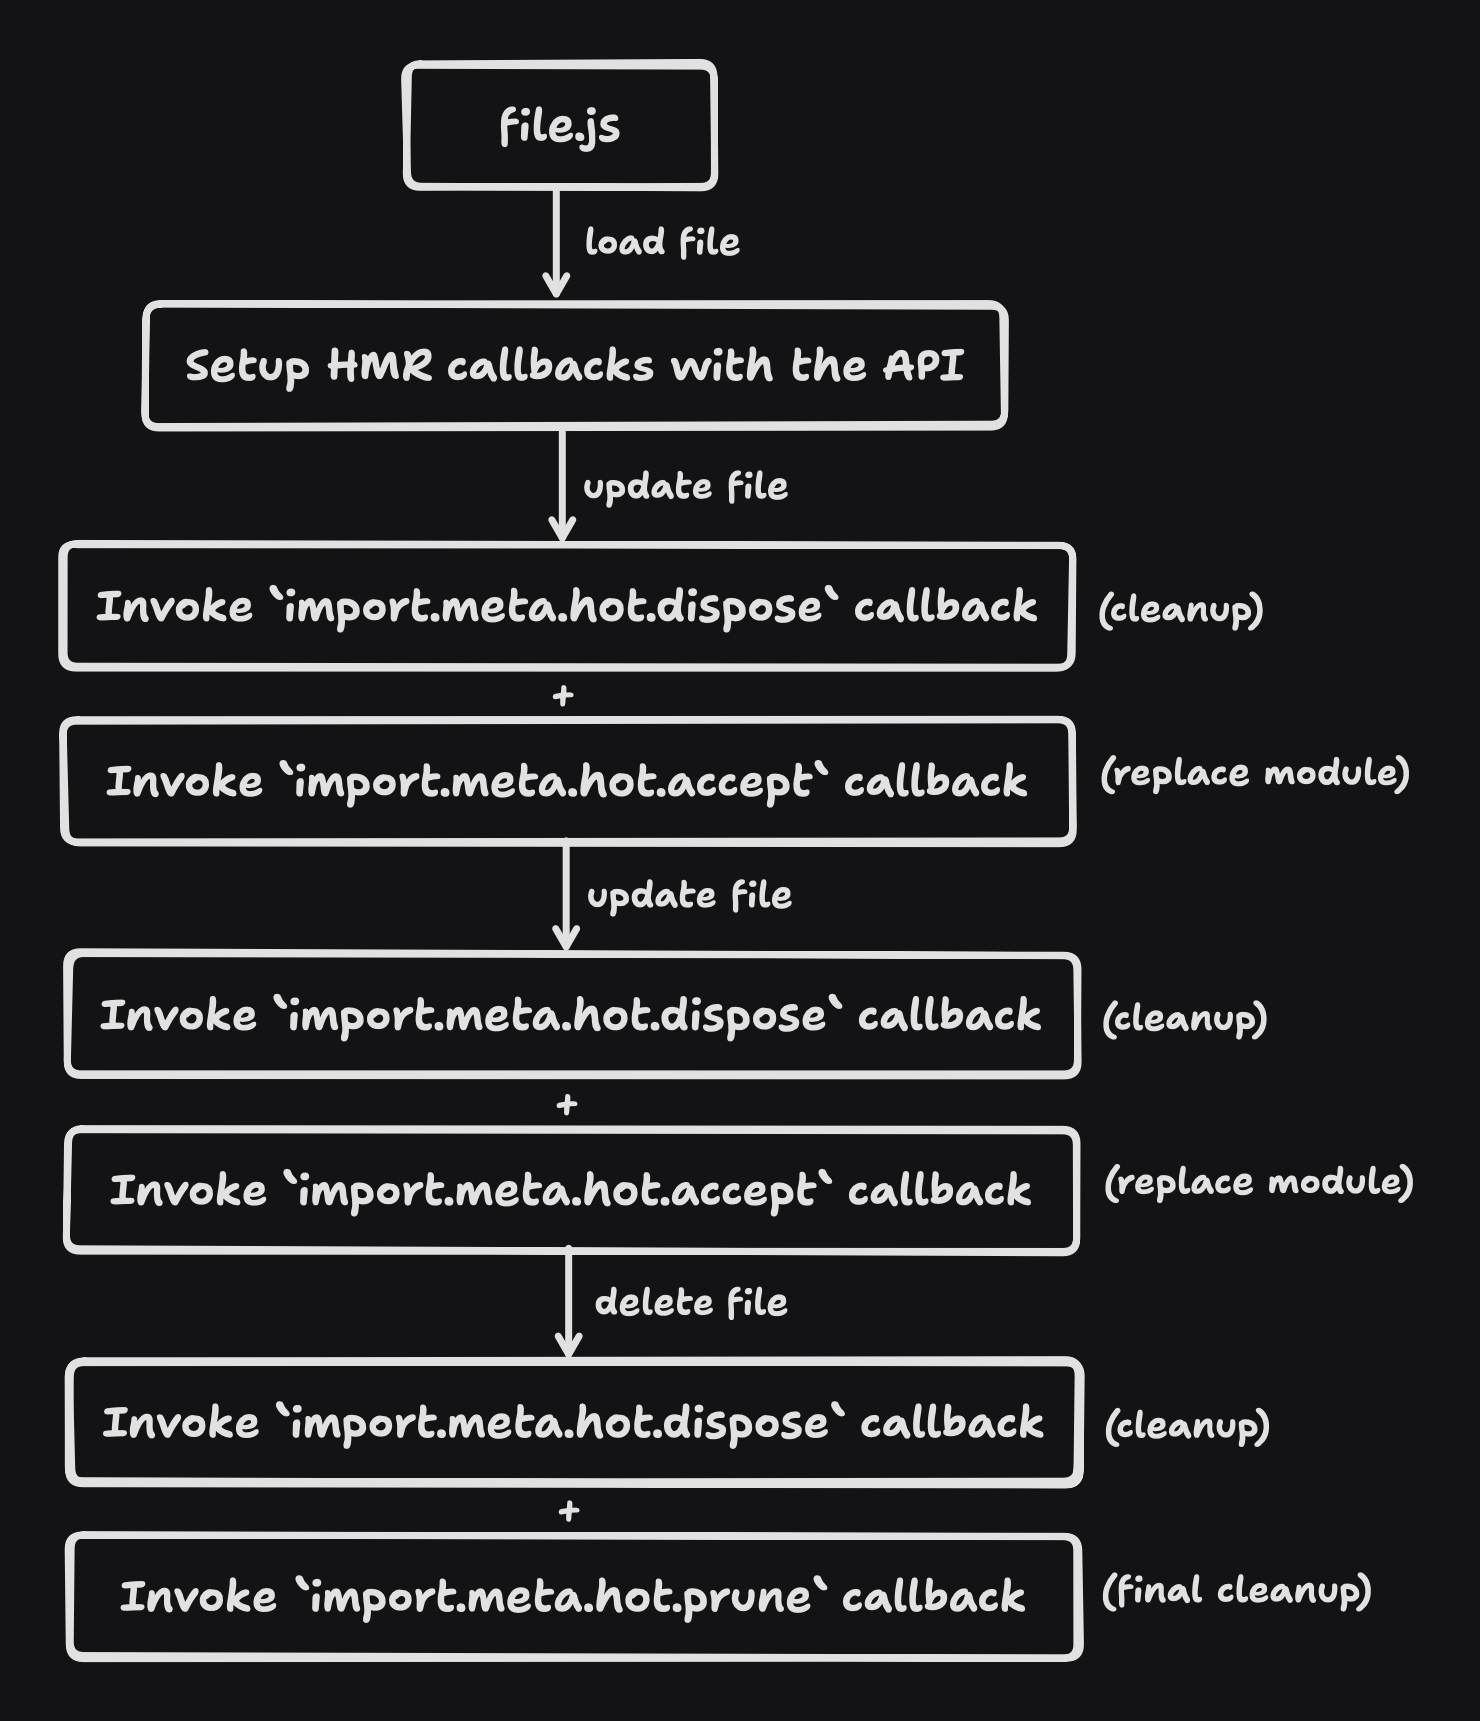 file.js
load file
Setup HMR callbacks with the API
update file
Invoke `import.meta.hot.dispose` callback
(cleanup)
+
Invoke `import.meta.hot.accept` callback
(replace module)
update file
Invoke `import.meta.hot.dispose` callback
(cleanup)
+
Invoke `import.meta.hot.accept` callback
(replace module)
delete file
Invoke `import.meta.hot.dispose` callback
(cleanup)
+
Invoke `import.meta.hot.prune` callback
(final cleanup)